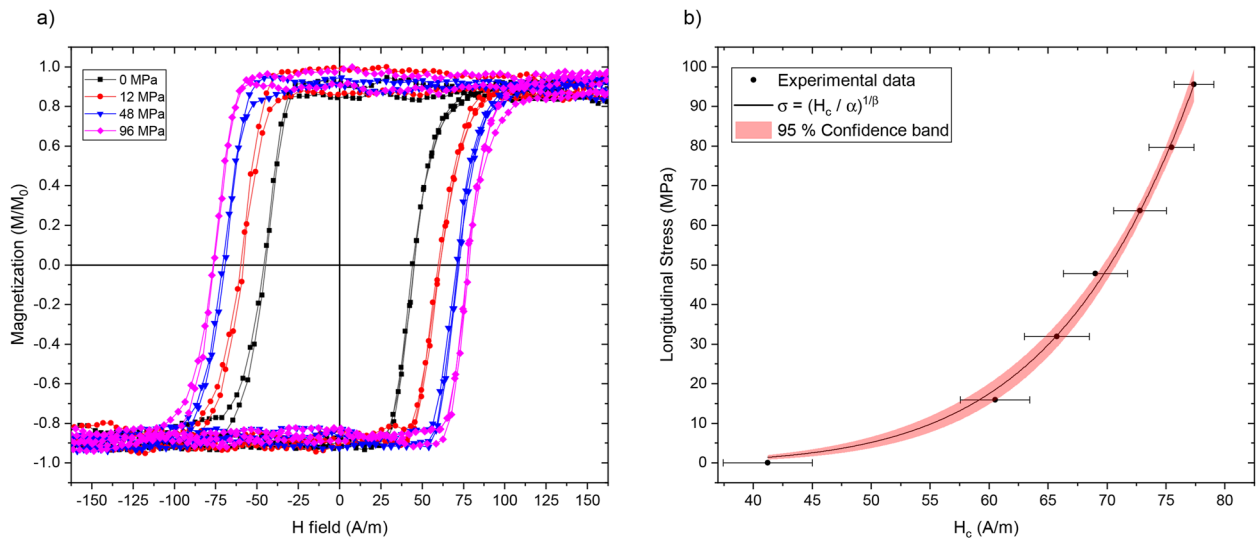 a)
1.0
0.8
0.6
0.4
0.2
0.0
-0.2
-0.4
-0.6
-0.8
-1.0
Magnetization (M/M₀)
0 MPa
12 MPa
48 MPa
96 MPa
-150 -125 -100 -75 -50 -25 0 25 50 75 100 125 150
H field (A/m)
b)
100
90
80
70
60
50
40
30
20
10
0
Longitudinal Stress (MPa)
Experimental data
σ = (H_c / α)^{1/β}
95 % Confidence band
40 45 50 55 60 65 70 75 80
H_c (A/m)